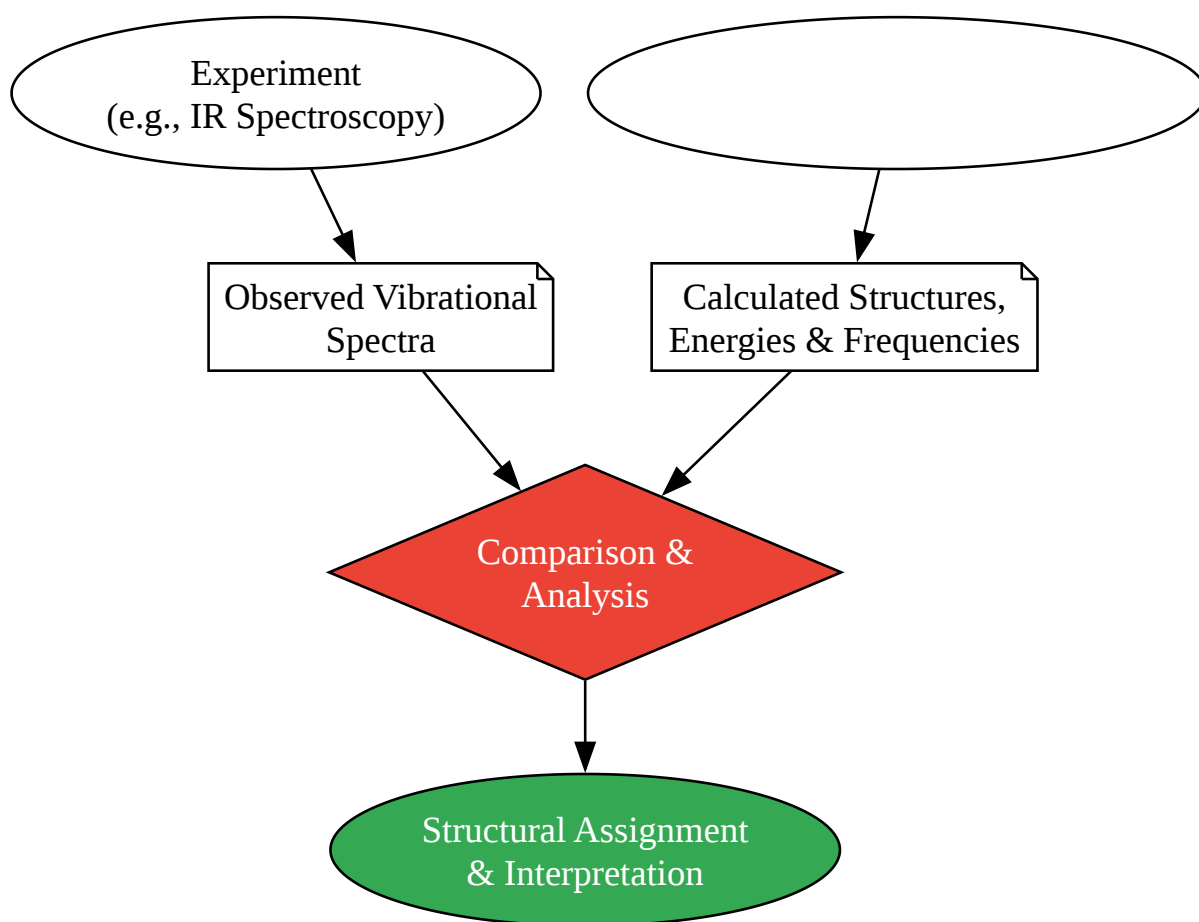 Experiment
(e.g., IR Spectroscopy)
Observed Vibrational
Spectra
Calculated Structures,
Energies & Frequencies
Comparison &
Analysis
Structural Assignment
& Interpretation